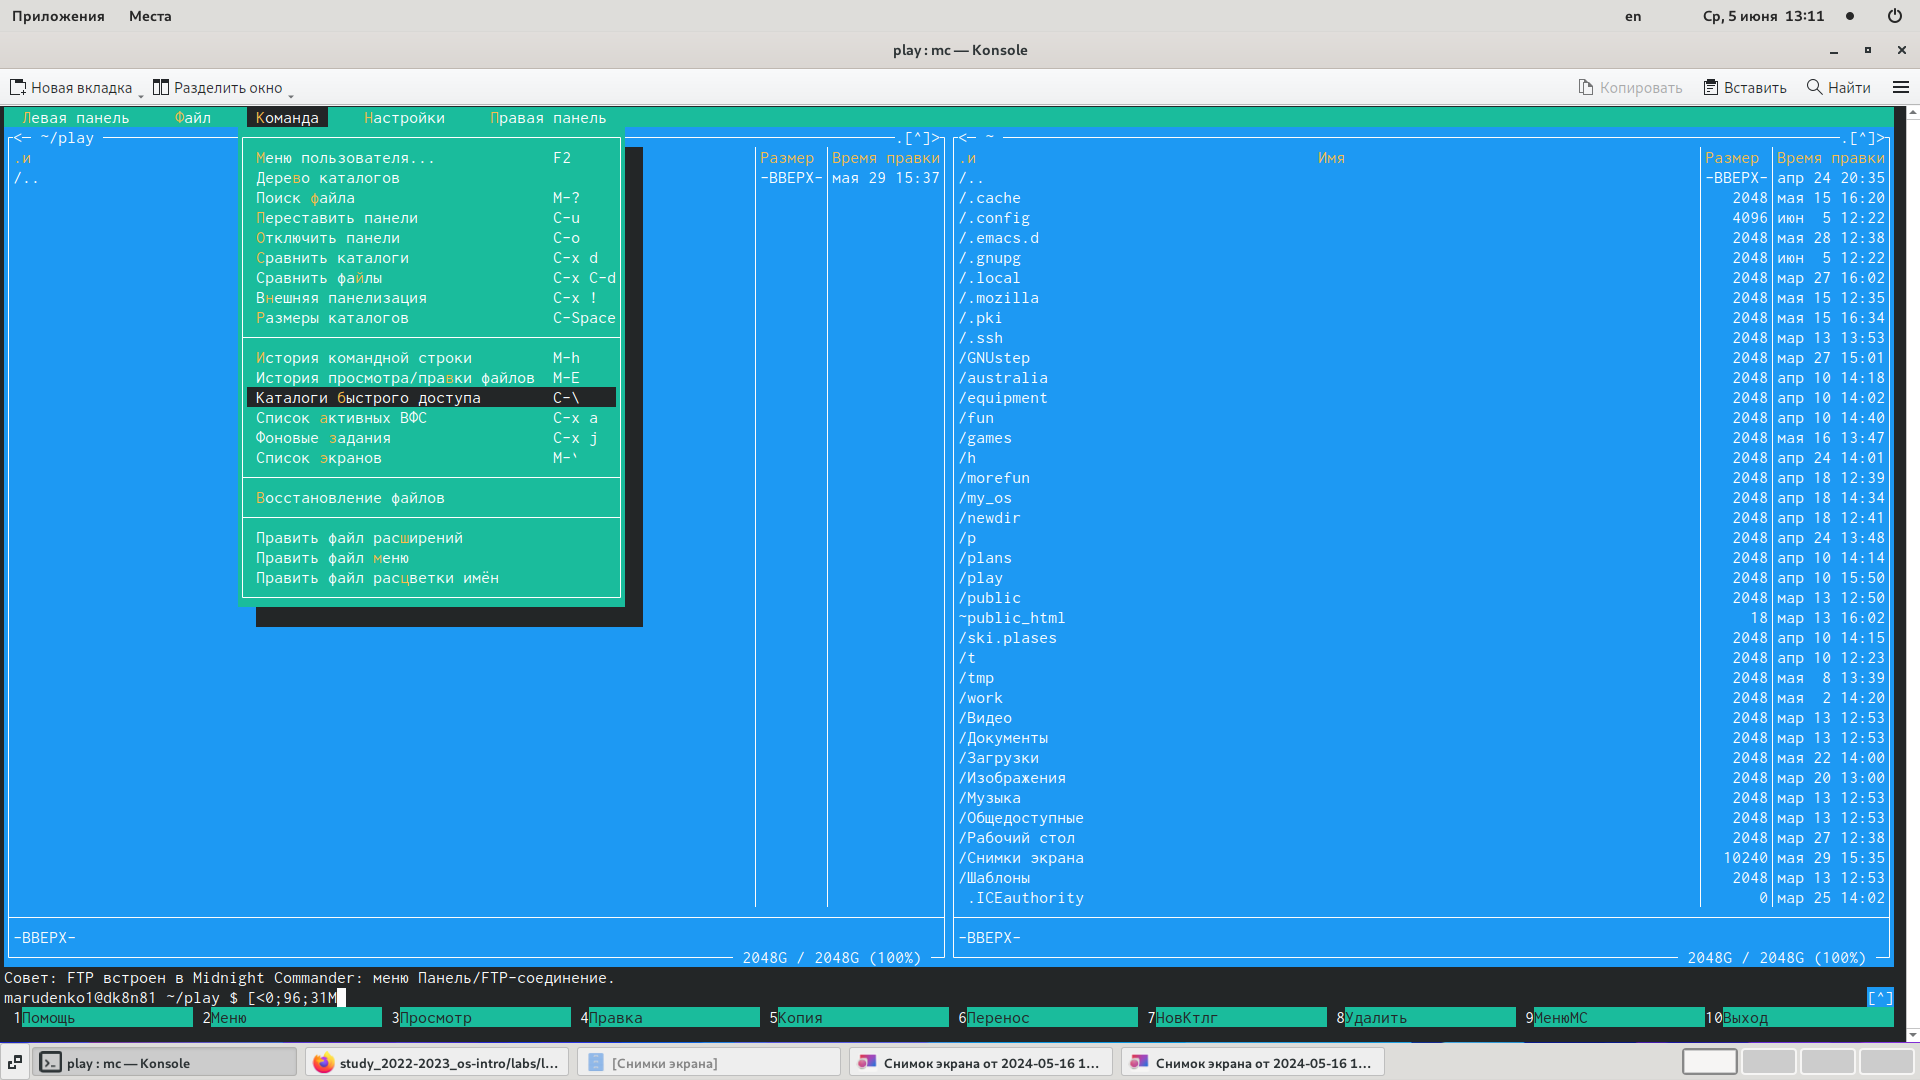 Приложения Места en Ср, 5 июня 13:11
play : mc — Konsole
Новая вкладка Разделить окно Копировать Вставить Найти
Левая панель Файл Команда Настройки Правая панель
<─ ~/play .[^]> <─ ~ .[^]>
.и Размер Время правки .и Имя Размер Время правки
/.. -ВВЕРХ- мая 29 15:37
Меню пользователя... F2
Дерево каталогов
Поиск файла M-?
Переставить панели C-u
Отключить панели C-o
Сравнить каталоги C-x d
Сравнить файлы C-x C-d
Внешняя панелизация C-x !
Размеры каталогов C-Space
История командной строки M-h
История просмотра/правки файлов M-E
Каталоги быстрого доступа C-\
Список активных ВФС C-x a
Фоновые задания C-x j
Список экранов M-`
Восстановление файлов
Править файл расширений
Править файл меню
Править файл расцветки имён
/.. -ВВЕРХ- апр 24 20:35
/.cache 2048 мая 15 16:20
/.config 4096 июн 5 12:22
/.emacs.d 2048 мая 28 12:38
/.gnupg 2048 июн 5 12:22
/.local 2048 мар 27 16:02
/.mozilla 2048 мая 15 12:35
/.pki 2048 мая 15 16:34
/.ssh 2048 мар 13 13:53
/GNUstep 2048 мар 27 15:01
/australia 2048 апр 10 14:18
/equipment 2048 апр 10 14:02
/fun 2048 апр 10 14:40
/games 2048 мая 16 13:47
/h 2048 апр 24 14:01
/morefun 2048 апр 18 12:39
/my_os 2048 апр 18 14:34
/newdir 2048 апр 18 12:41
/p 2048 апр 24 13:48
/plans 2048 апр 10 14:14
/play 2048 апр 10 15:50
/public 2048 мар 13 12:50
~public_html 18 мар 13 16:02
/ski.plases 2048 апр 10 14:15
/t 2048 апр 10 12:23
/tmp 2048 мая 8 13:39
/work 2048 мая 2 14:20
/Видео 2048 мар 13 12:53
/Документы 2048 мар 13 12:53
/Загрузки 2048 мая 22 14:00
/Изображения 2048 мар 20 13:00
/Музыка 2048 мар 13 12:53
/Общедоступные 2048 мар 13 12:53
/Рабочий стол 2048 мар 27 12:38
/Снимки экрана 10240 мая 29 15:35
/Шаблоны 2048 мар 13 12:53
.ICEauthority 0 мар 25 14:02
-ВВЕРХ- -ВВЕРХ-
2048G / 2048G (100%) 2048G / 2048G (100%)
Совет: FTP встроен в Midnight Commander: меню Панель/FTP-соединение.
marudenko1@dk8n81 ~/play $ [<0;96;31M [^]
1Помощь 2Меню 3Просмотр 4Правка 5Копия 6Перенос 7НовКтлг 8Удалить 9МенюMC 10Выход
play : mc — Konsole study_2022-2023_os-intro/labs/l... [Снимки экрана] Снимок экрана от 2024-05-16 1... Снимок экрана от 2024-05-16 1...